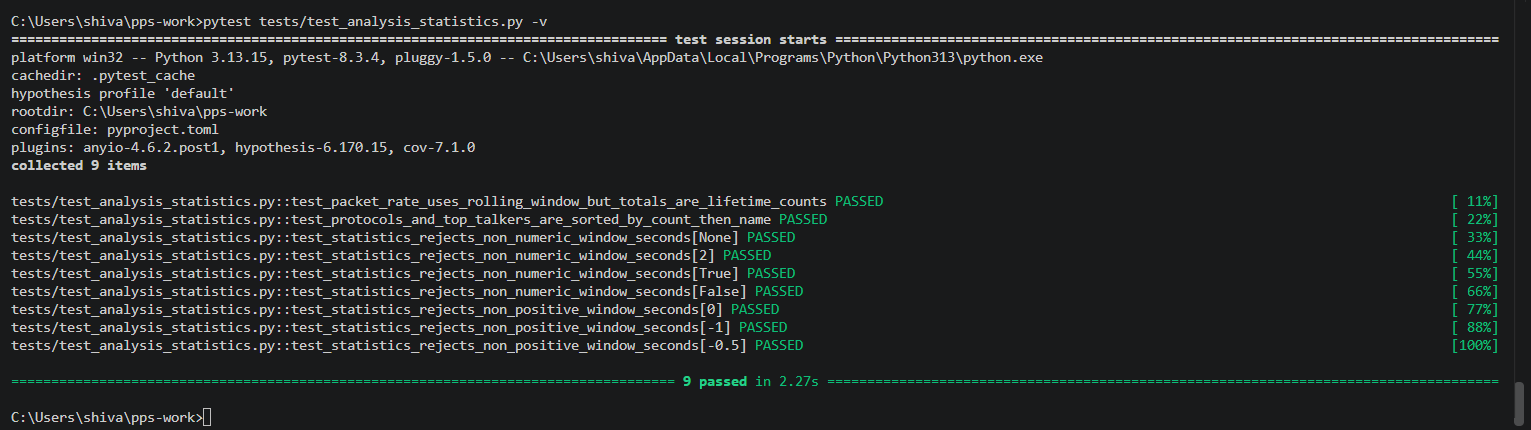 C:\Users\shiva\pps-work>pytest tests/test_analysis_statistics.py -v
================================================================================= test session starts ==================================================================================
platform win32 -- Python 3.13.15, pytest-8.3.4, pluggy-1.5.0 -- C:\Users\shiva\AppData\Local\Programs\Python\Python313\python.exe
cachedir: .pytest_cache
hypothesis profile 'default'
rootdir: C:\Users\shiva\pps-work
configfile: pyproject.toml
plugins: anyio-4.6.2.post1, hypothesis-6.170.15, cov-7.1.0
collected 9 items
tests/test_analysis_statistics.py::test_packet_rate_uses_rolling_window_but_totals_are_lifetime_counts PASSED [ 11%]
tests/test_analysis_statistics.py::test_protocols_and_top_talkers_are_sorted_by_count_then_name PASSED [ 22%]
tests/test_analysis_statistics.py::test_statistics_rejects_non_numeric_window_seconds[None] PASSED [ 33%]
tests/test_analysis_statistics.py::test_statistics_rejects_non_numeric_window_seconds[2] PASSED [ 44%]
tests/test_analysis_statistics.py::test_statistics_rejects_non_numeric_window_seconds[True] PASSED [ 55%]
tests/test_analysis_statistics.py::test_statistics_rejects_non_numeric_window_seconds[False] PASSED [ 66%]
tests/test_analysis_statistics.py::test_statistics_rejects_non_positive_window_seconds[0] PASSED [ 77%]
tests/test_analysis_statistics.py::test_statistics_rejects_non_positive_window_seconds[-1] PASSED [ 88%]
tests/test_analysis_statistics.py::test_statistics_rejects_non_positive_window_seconds[-0.5] PASSED [100%]
================================================================================== 9 passed in 2.27s ===================================================================================
C:\Users\shiva\pps-work>